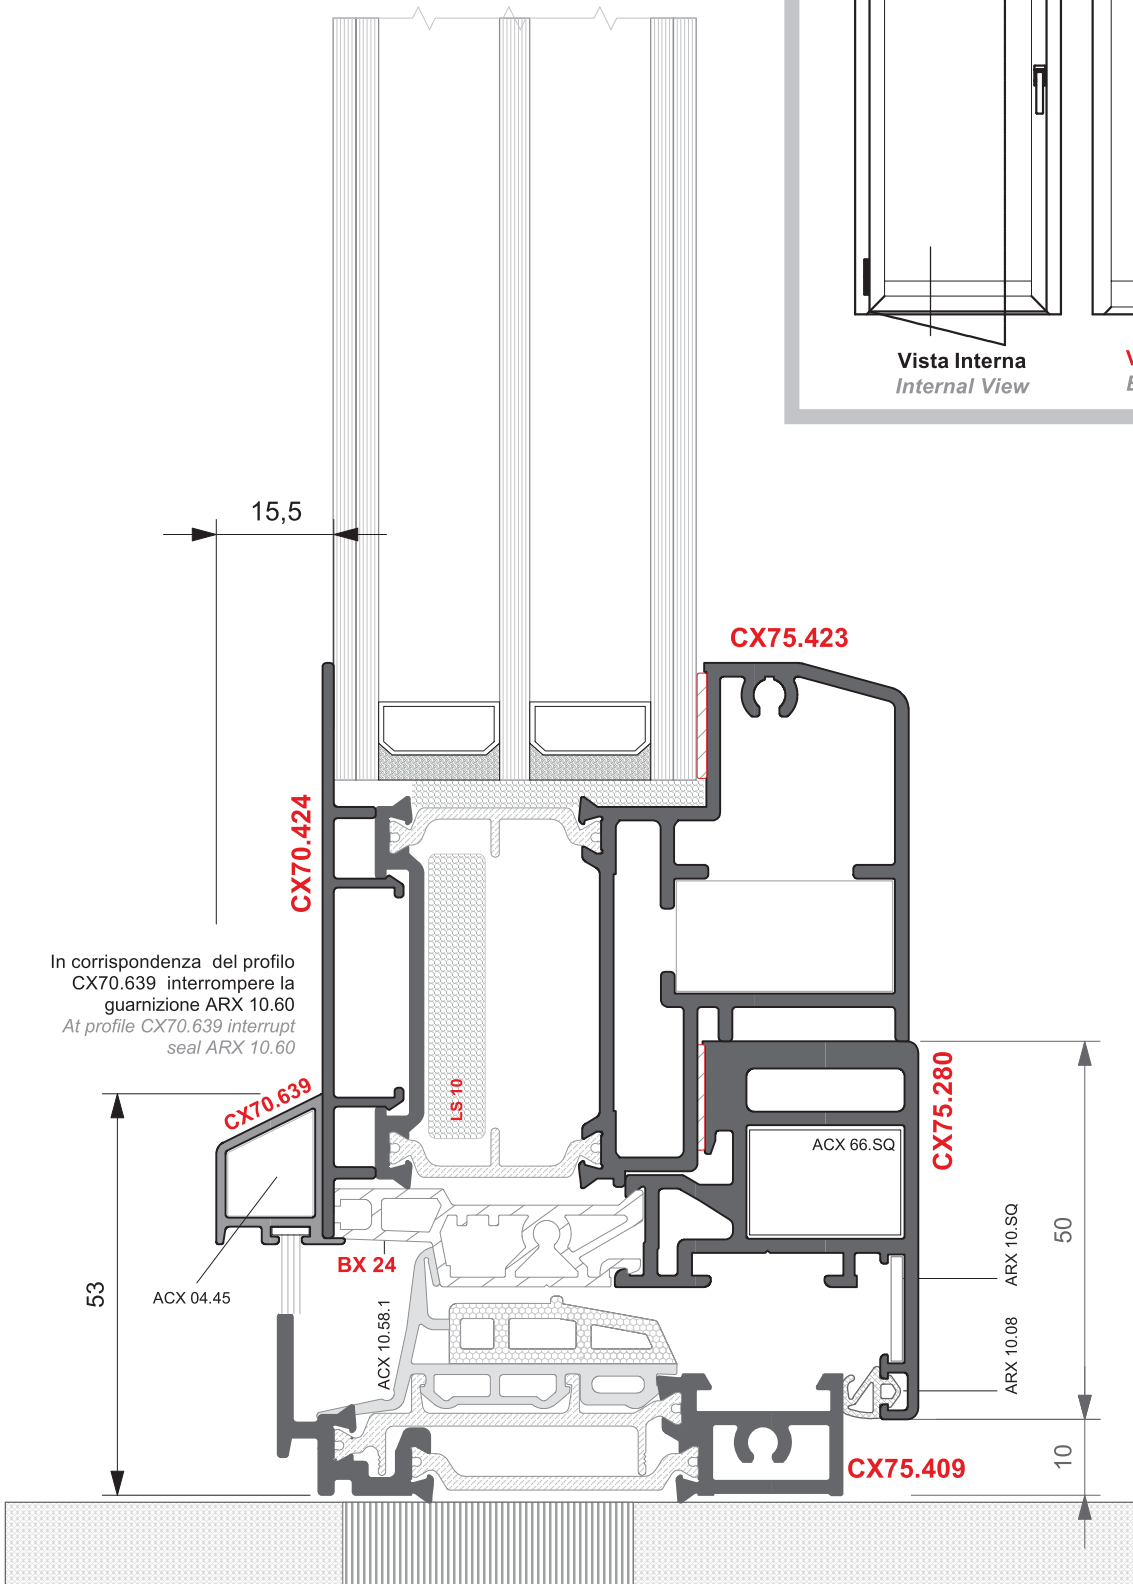 Vista Interna
Internal View
15,5
CX75.423
CX70.424
In corrispondenza del profilo
CX70.639 interrompere la
guarnizione ARX 10.60
At profile CX70.639 interrupt
seal ARX 10.60
CX70.639
LS 10
CX75.280
ACX 66.SQ
50
ARX 10.SQ
BX 24
53
ACX 04.45
ACX 10.58.1
ARX 10.08
10
CX75.409